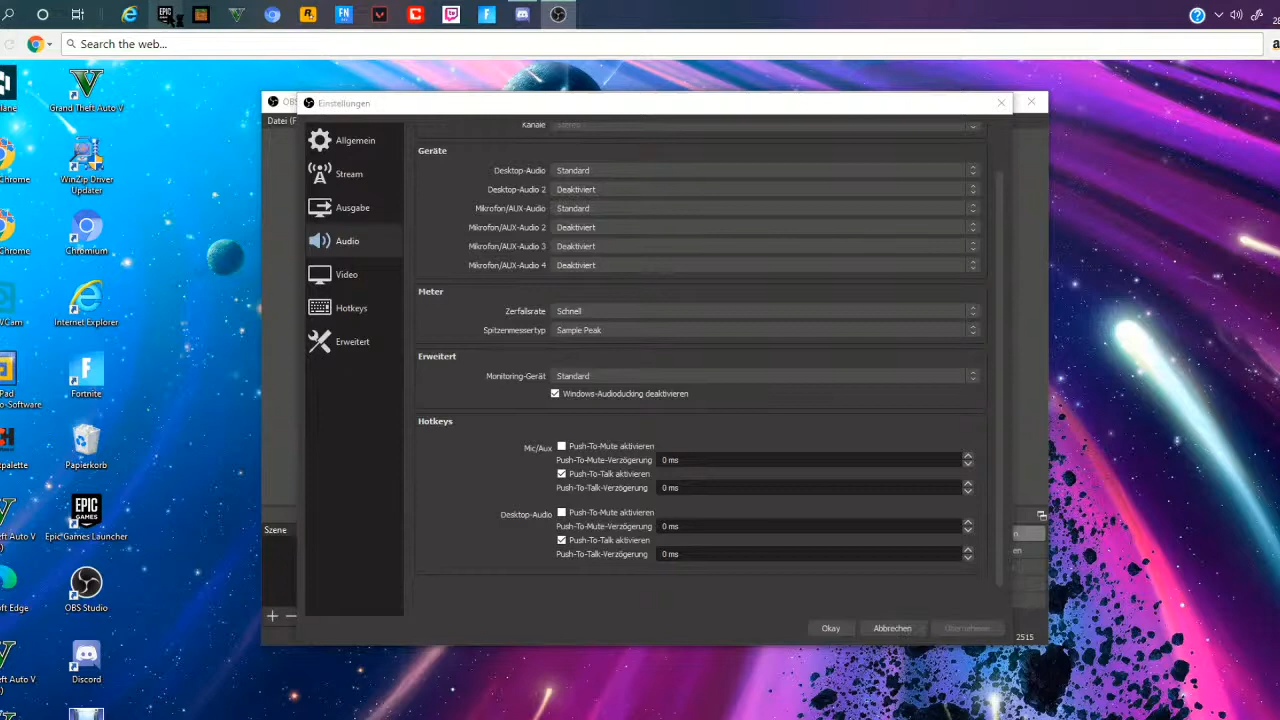 Search the web...
Grand Theft Auto V
WinZip Driver
Updater
Chrome
Chromium
Chrome
Internet Explorer
Fortnite
Papierkorb
Epic Games Launcher
OBS Studio
Discord
EPIC
GAMES
OBS
Datei (F
Szene
Einstellungen
Allgemein
Stream
Ausgabe
Audio
Video
Hotkeys
Erweitert
Kanäle Stereo
Geräte
Desktop-Audio Standard
Desktop-Audio 2 Deaktiviert
Mikrofon/AUX-Audio Standard
Mikrofon/AUX-Audio 2 Deaktiviert
Mikrofon/AUX-Audio 3 Deaktiviert
Mikrofon/AUX-Audio 4 Deaktiviert
Meter
Zerfallsrate Schnell
Spitzenmessertyp Sample Peak
Erweitert
Monitoring-Gerät Standard
Windows-Audioducking deaktivieren
Hotkeys
Mic/Aux Push-To-Mute aktivieren
Push-To-Mute-Verzögerung 0 ms
Push-To-Talk aktivieren
Push-To-Talk-Verzögerung 0 ms
Desktop-Audio Push-To-Mute aktivieren
Push-To-Mute-Verzögerung 0 ms
Push-To-Talk aktivieren
Push-To-Talk-Verzögerung 0 ms
Okay Abbrechen Übernehmen
2515